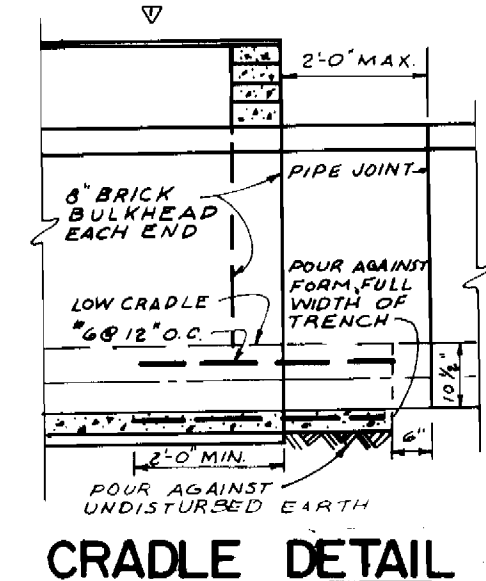 1
2'-0" MAX.
8" BRICK
BULKHEAD
EACH END
PIPE JOINT
LOW CRADLE
#6@ 12" O.C.
POUR AGAINST
FORM, FULL
WIDTH OF
TRENCH
10½"
6"
2'-0" MIN.
POUR AGAINST
UNDISTURBED EARTH
CRADLE DETAIL